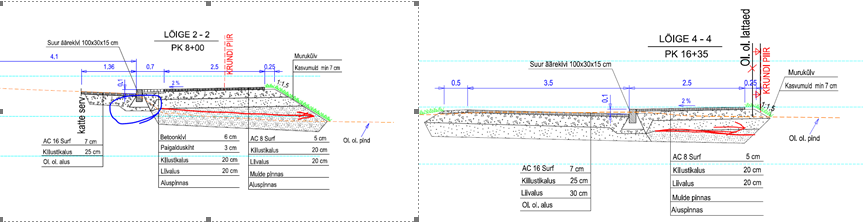 LÕIGE 2 - 2
PK 8+00
Suur äärekivi 100x30x15 cm
KRUNDI PIIR
Murukülv
Kasvumuld min 7 cm
4.1
1.36
0.7
2.5
0.25
0,1
2%
1:1,5
katte serv
Ol. ol. pind
AC 16 Surf 7 cm
Killustikalus 25 cm
Ol. ol. alus
Betoonkivi 6 cm
Paigalduskiht 3 cm
Killustikalus 20 cm
Liivalus 20 cm
Aluspinnas
AC 8 Surf 5 cm
Killustikalus 20 cm
Liivalus 20 cm
Mulde pinnas
Aluspinnas
LÕIGE 4 - 4
PK 16+35
Suur äärekivi 100x30x15 cm
Ol. ol. lataed
KRUNDI PIIR
Murukülv
Kasvumuld min 7 cm
0.5
3.5
2.5
0.25
0,1
2%
1:1,5
Ol. ol. pind
AC 16 Surf 7 cm
Killustikalus 25 cm
Liivalus 30 cm
Ol. ol. alus
AC 8 Surf 5 cm
Killustikalus 20 cm
Liivalus 20 cm
Mulde pinnas
Aluspinnas